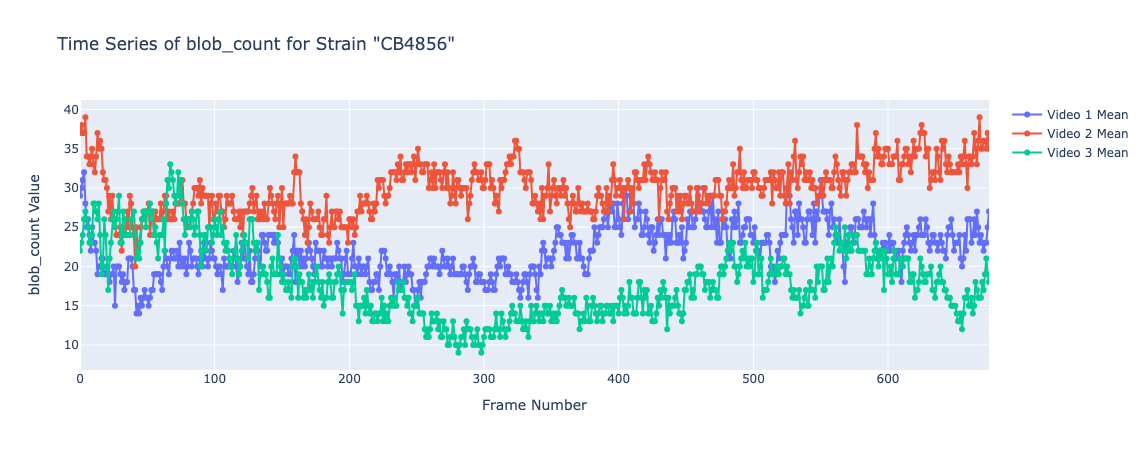 Time Series of blob_count for Strain "CB4856"
Video 1 Mean
Video 2 Mean
Video 3 Mean
blob_count Value
40
35
30
25
20
15
10
0
100
200
300
400
500
600
Frame Number